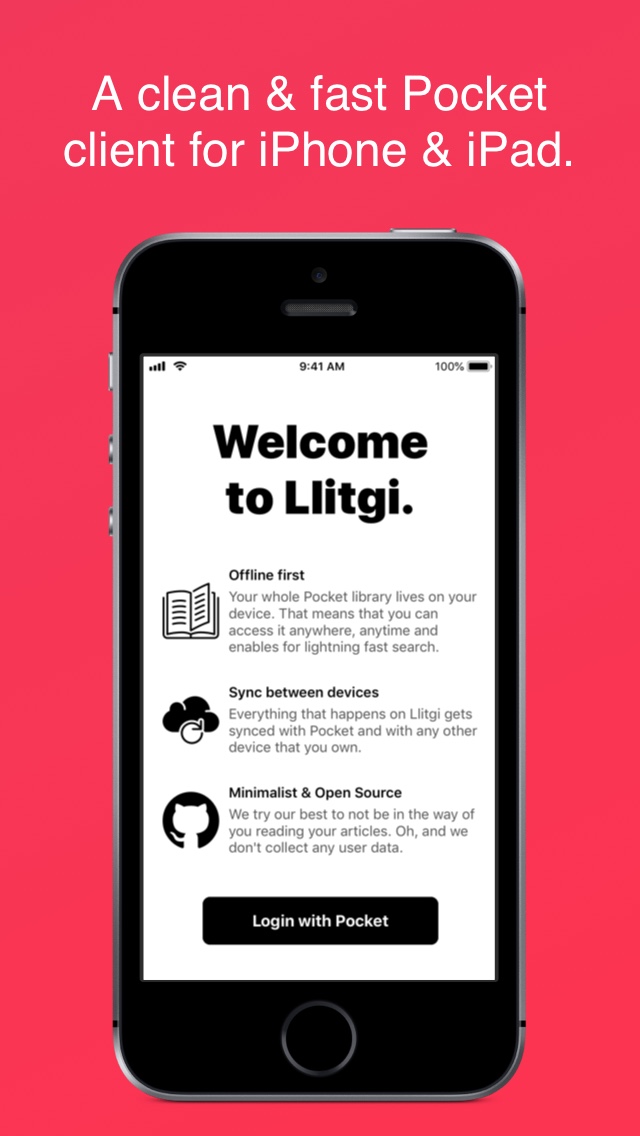 A clean & fast Pocket
client for iPhone & iPad.
9:41 AM
100%
Welcome
to Llitgi.
Offline first
Your whole Pocket library lives on your
device. That means that you can
access it anywhere, anytime and
enables for lightning fast search.
Sync between devices
Everything that happens on Llitgi gets
synced with Pocket and with any other
device that you own.
Minimalist & Open Source
We try our best to not be in the way of
you reading your articles. Oh, and we
don't collect any user data.
Login with Pocket